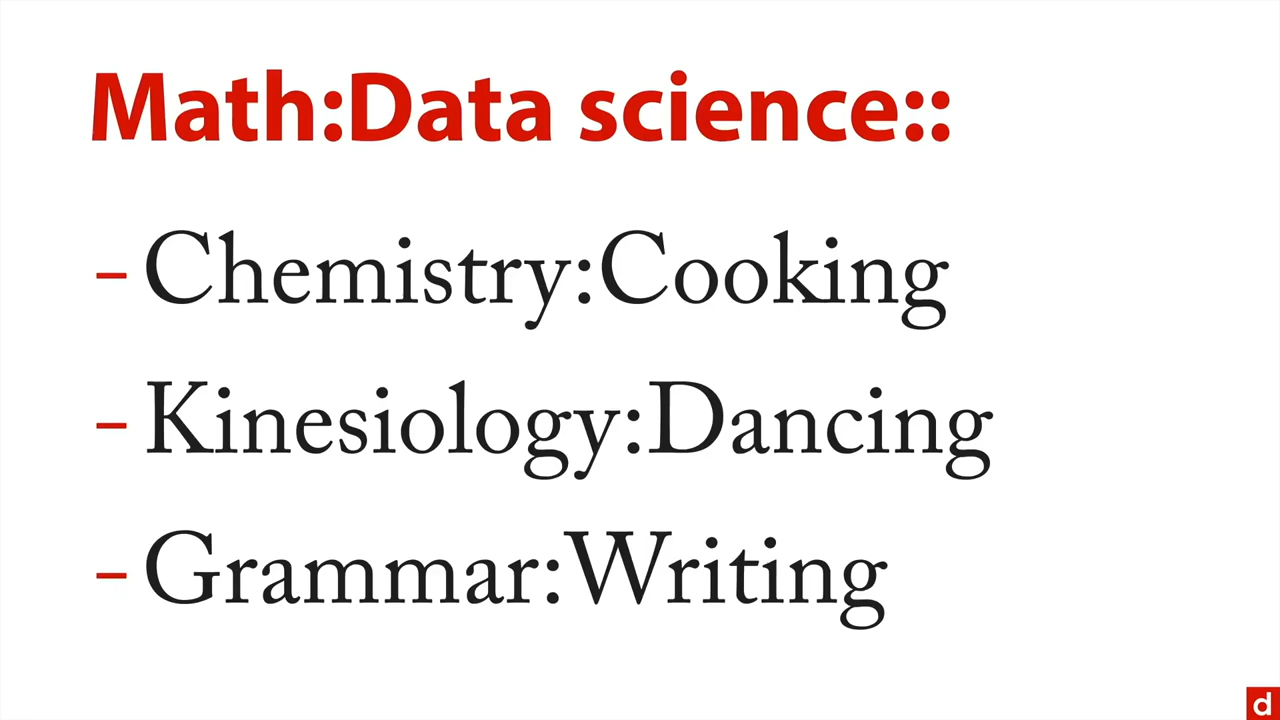 Math:Data science::
– Chemistry:Cooking
– Kinesiology:Dancing
– Grammar:Writing
d